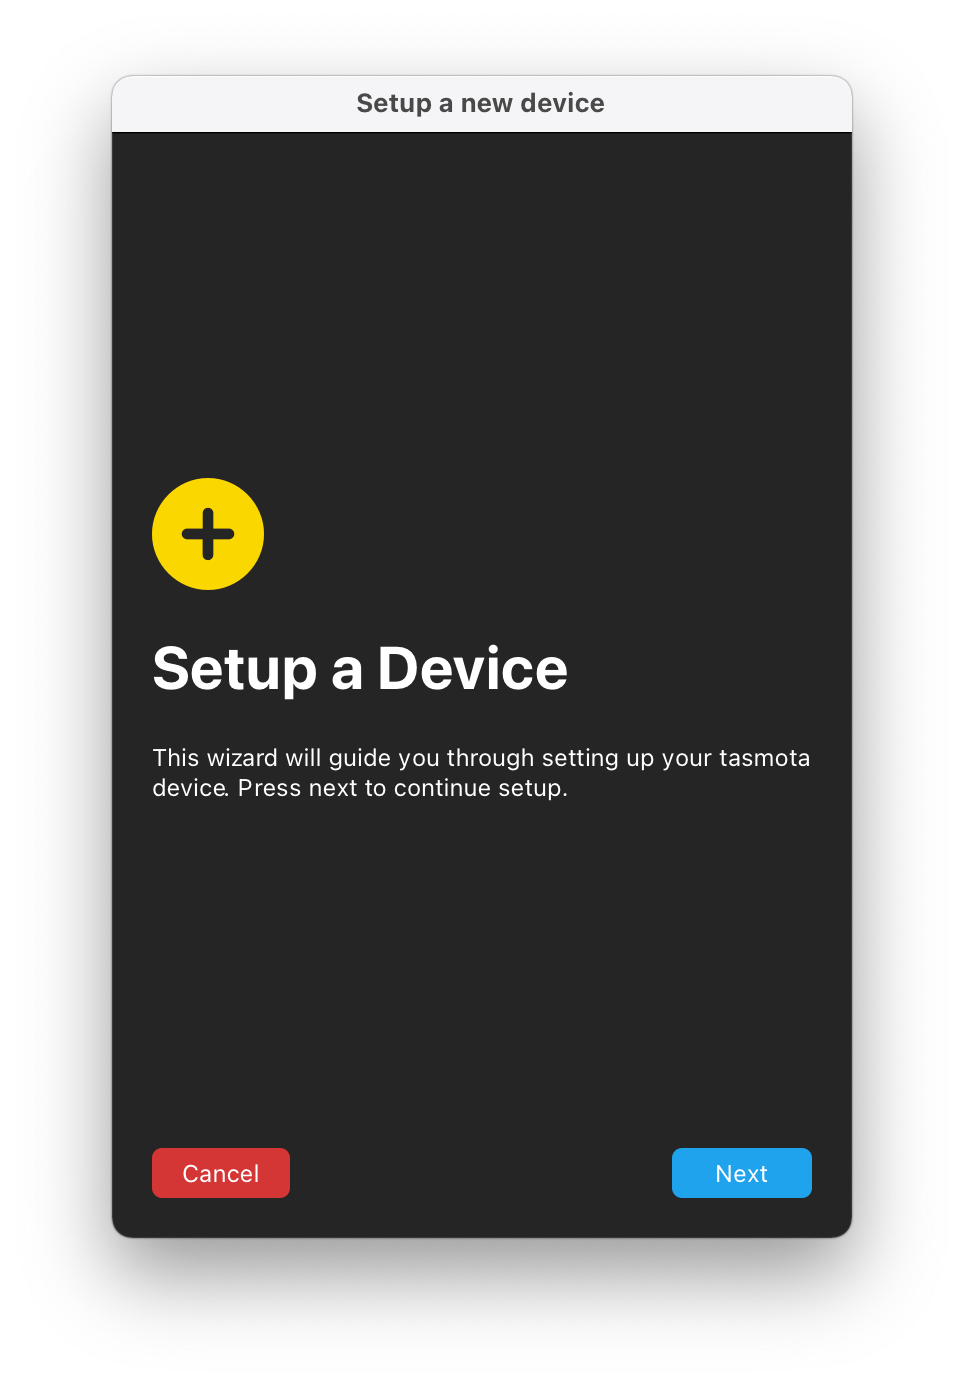 Setup a new device
Setup a Device
This wizard will guide you through setting up your tasmota
device. Press next to continue setup.
Cancel
Next